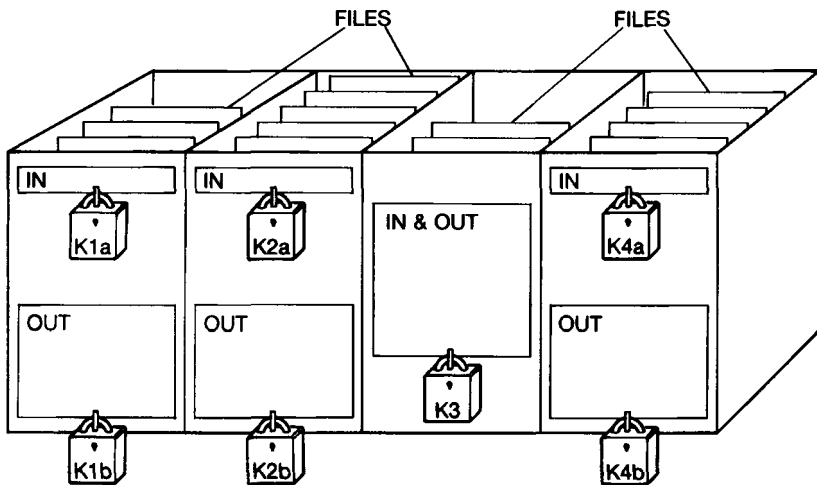 FILES FILES
IN IN IN
K1a K2a IN & OUT K4a
OUT OUT OUT
K3
K1b K2b K4b